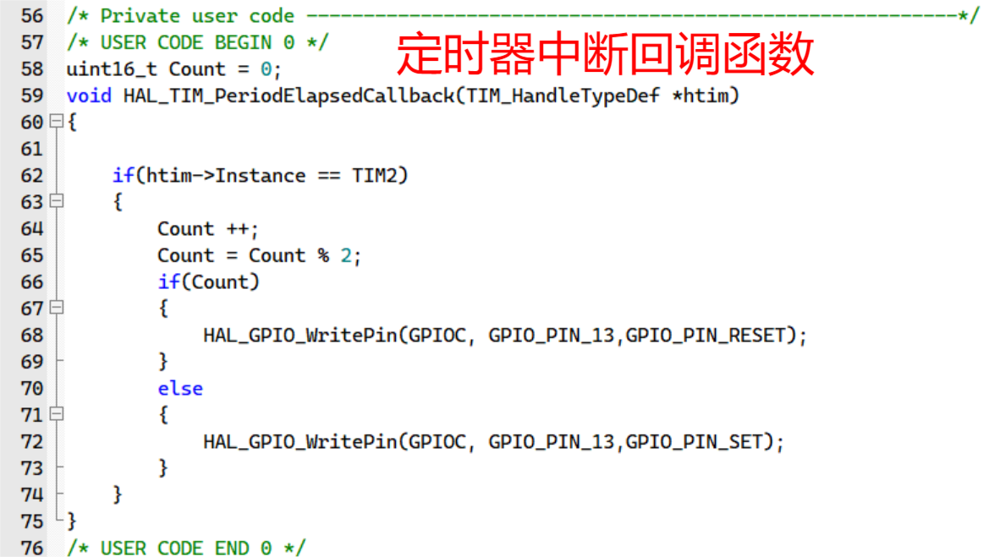 56 /* Private user code ---------------------------------------------------------*/
57 /* USER CODE BEGIN 0 */
定时器中断回调函数
58 uint16_t Count = 0;
59 void HAL_TIM_PeriodElapsedCallback(TIM_HandleTypeDef *htim)
60 {
61
62     if(htim->Instance == TIM2)
63     {
64         Count ++;
65         Count = Count % 2;
66         if(Count)
67         {
68             HAL_GPIO_WritePin(GPIOC, GPIO_PIN_13,GPIO_PIN_RESET);
69         }
70         else
71         {
72             HAL_GPIO_WritePin(GPIOC, GPIO_PIN_13,GPIO_PIN_SET);
73         }
74     }
75 }
76 /* USER CODE END 0 */